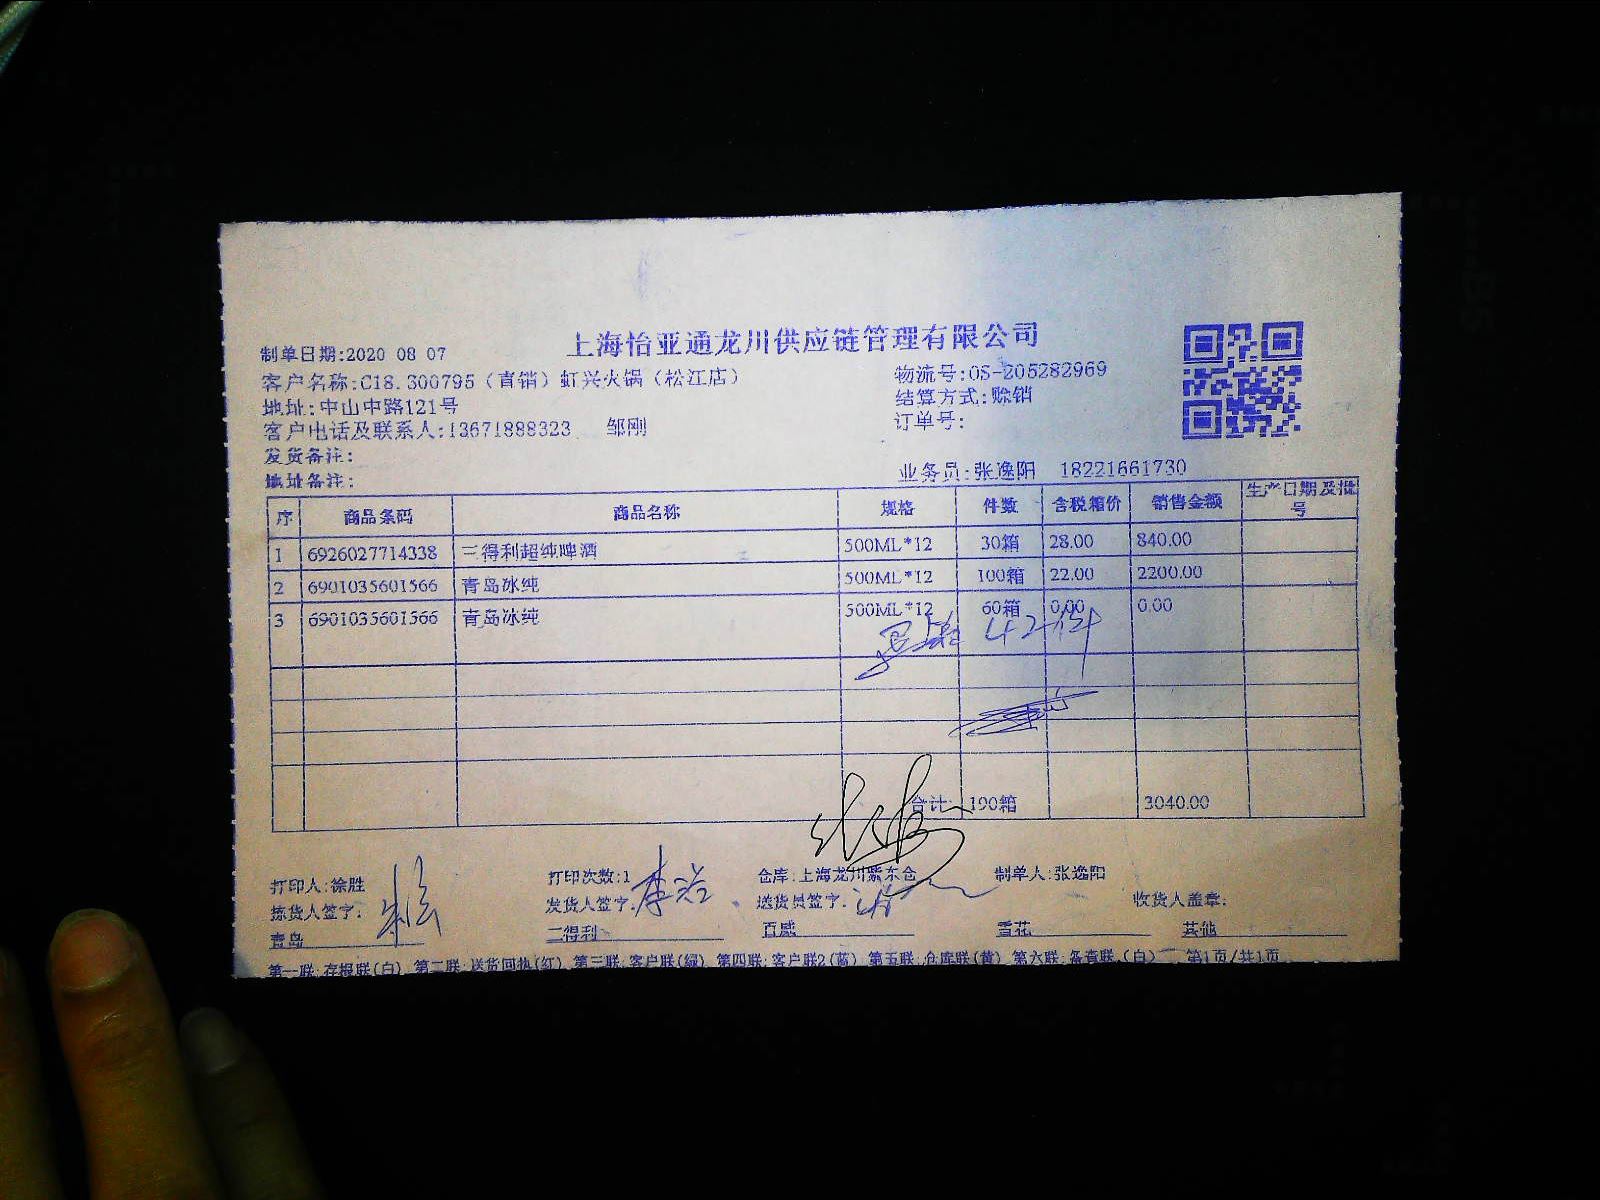 上海怡亚通龙川供应链管理有限公司
制单日期:2020 08 07
客户名称:C18.300795（直销）虹兴火锅（松江店） 物流号:OS-205282969
地址:中山中路121号 结算方式:赊销
客户电话及联系人:13671888323 邹刚 订单号:
发货备注:
地址备注: 业务员:张逸阳 18221661730
序 商品条码 商品名称 规格 件数 含税箱价 销售金额 生产日期及批号
1 6926027714338 三得利超纯啤酒 500ML*12 30箱 28.00 840.00
2 6901035601566 青岛冰纯 500ML*12 100箱 22.00 2200.00
3 6901035601566 青岛冰纯 500ML*12 60箱 0.00 0.00
42件
合计: 190箱 3040.00
打印人:徐胜 打印次数:1 仓库:上海龙川紫东仓 制单人:张逸阳
拣货人签字: 发货人签字: 送货员签字: 收货人盖章:
青岛 三得利 百威 雪花 其他
第一联:存根联(白) 第二联:送货回执(红) 第三联:客户联(绿) 第四联:客户联2(蓝) 第五联:仓库联(黄) 第六联:备查联(白) 第1页/共1页